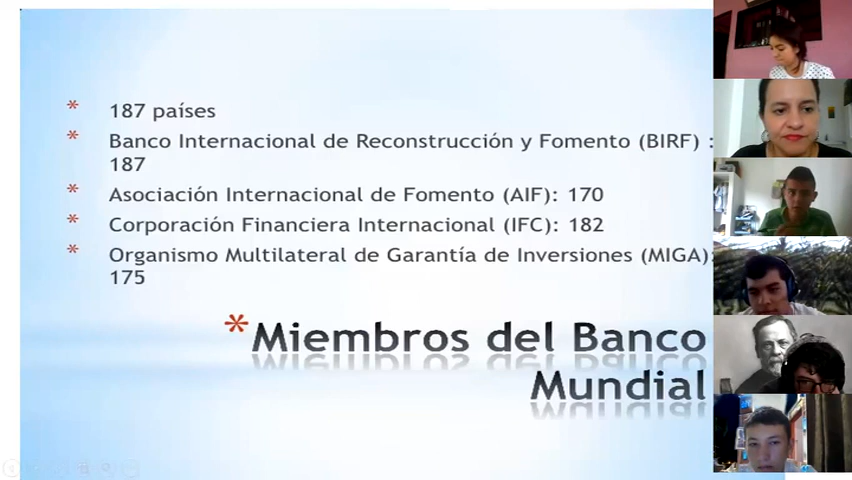 * 187 países
* Banco Internacional de Reconstrucción y Fomento (BIRF) :
187
* Asociación Internacional de Fomento (AIF): 170
* Corporación Financiera Internacional (IFC): 182
* Organismo Multilateral de Garantía de Inversiones (MIGA):
175
*Miembros del Banco
Mundial